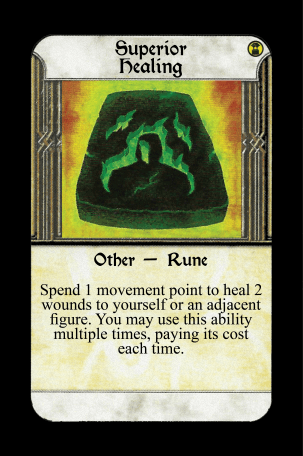 Superior
Healing
Other — Rune
Spend 1 movement point to heal 2
wounds to yourself or an adjacent
figure. You may use this ability
multiple times, paying its cost
each time.